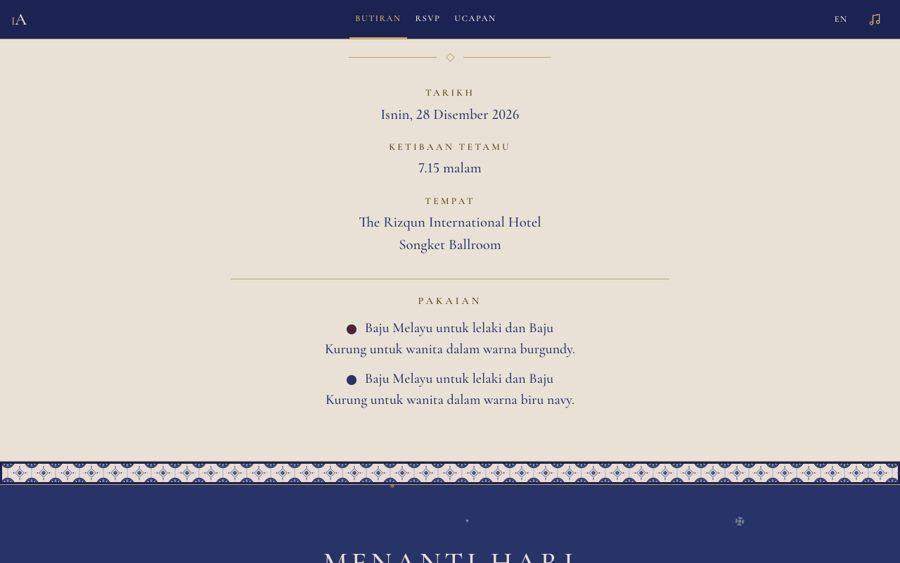 IA
BUTIRAN RSVP UCAPAN
EN
TARIKH
Isnin, 28 Disember 2026
KETIBAAN TETAMU
7.15 malam
TEMPAT
The Rizqun International Hotel
Songket Ballroom
PAKAIAN
Baju Melayu untuk lelaki dan Baju
Kurung untuk wanita dalam warna burgundy.
Baju Melayu untuk lelaki dan Baju
Kurung untuk wanita dalam warna biru navy.
MENANTI HARI